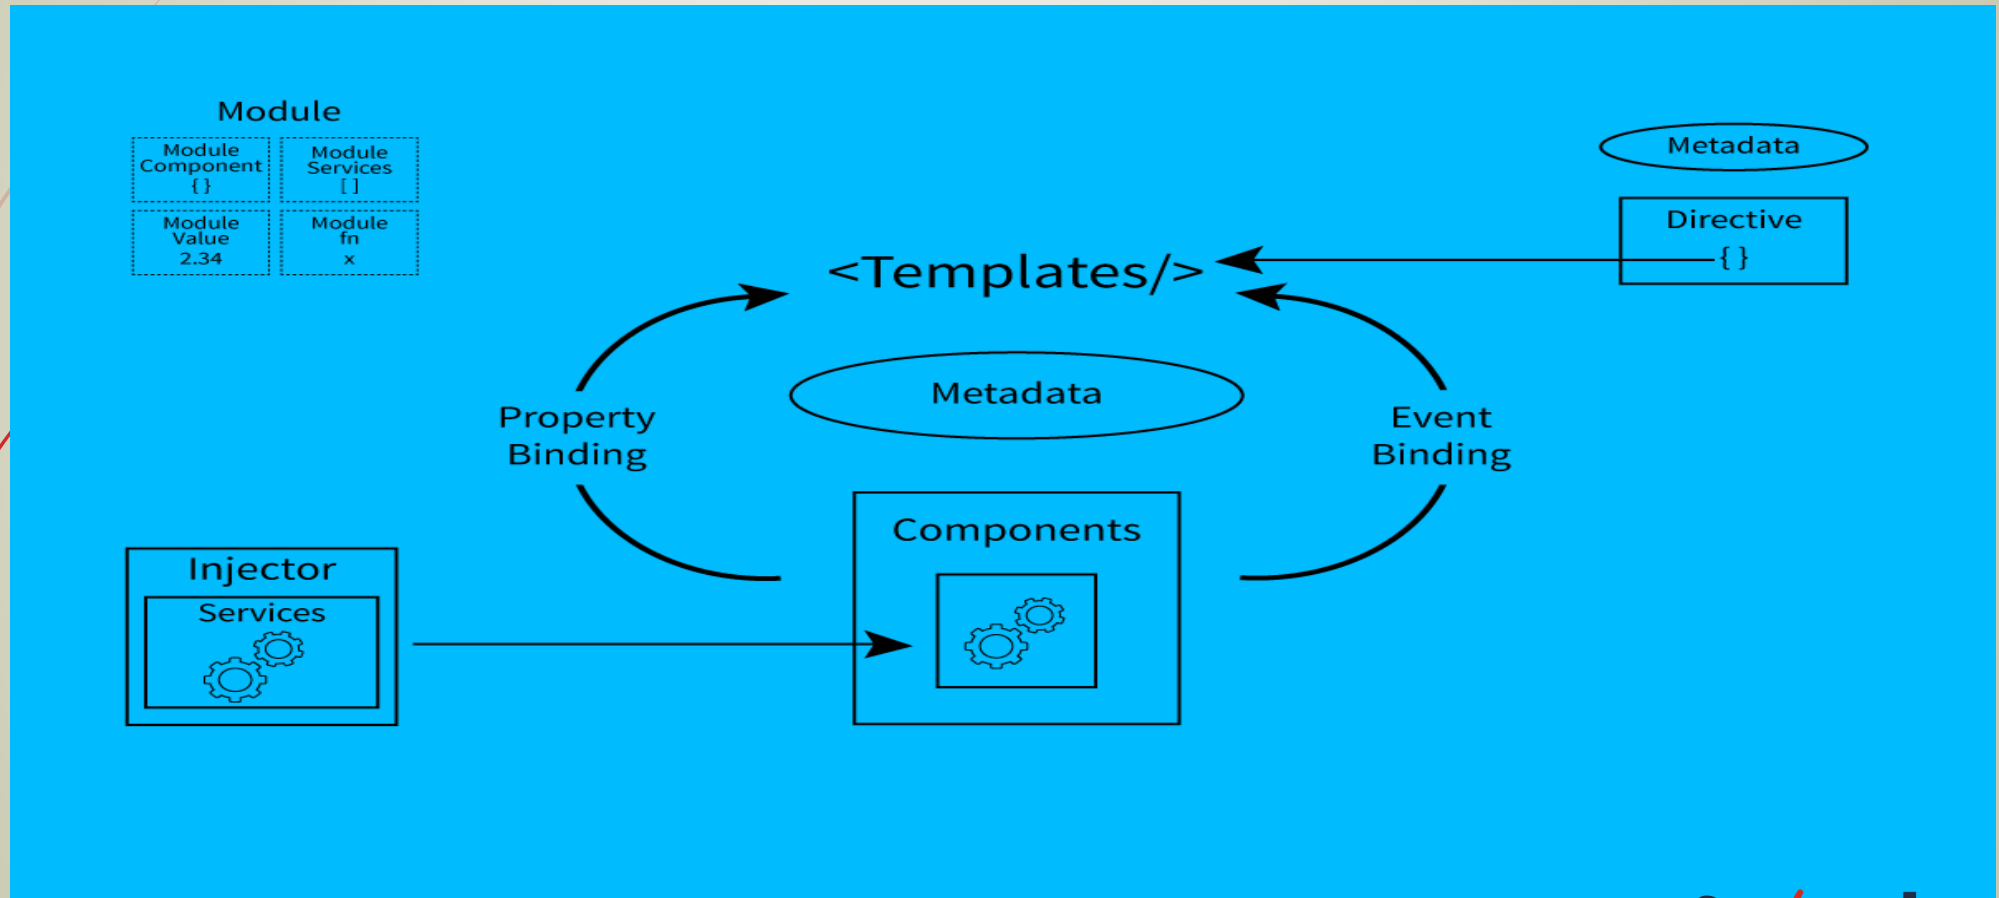 Module
Module
Component
{ }
Module
Services
[ ]
Module
Value
2.34
Module
fn
x
Metadata
Directive
{ }
<Templates/>
Metadata
Property
Binding
Event
Binding
Components
Injector
Services